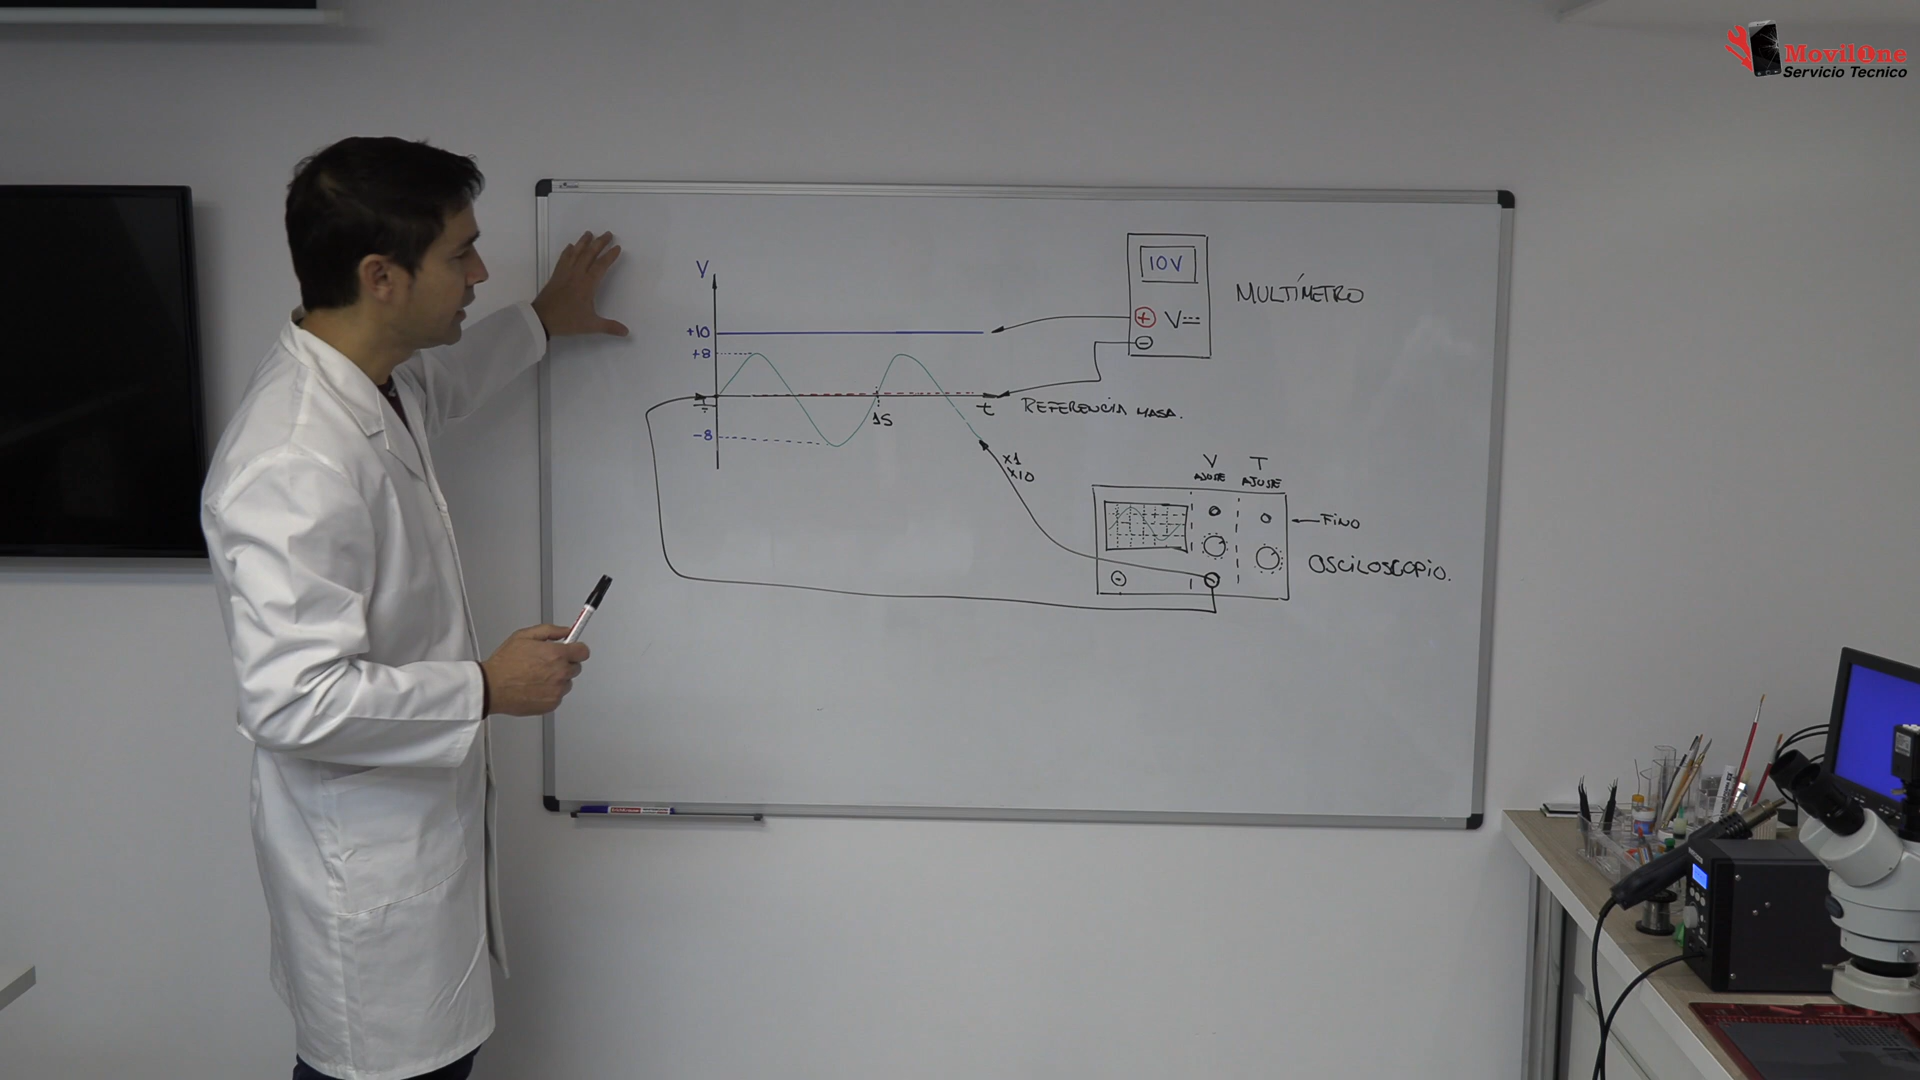 MovilOne
Servicio Tecnico
V
10V
MULTÍMETRO
+ V
-
+10
+8
-8
1S
t
REFERENCIA MASA.
x1
x10
V
AJUSTE
T
AJUSTE
FINO
OSCILOSCOPIO.